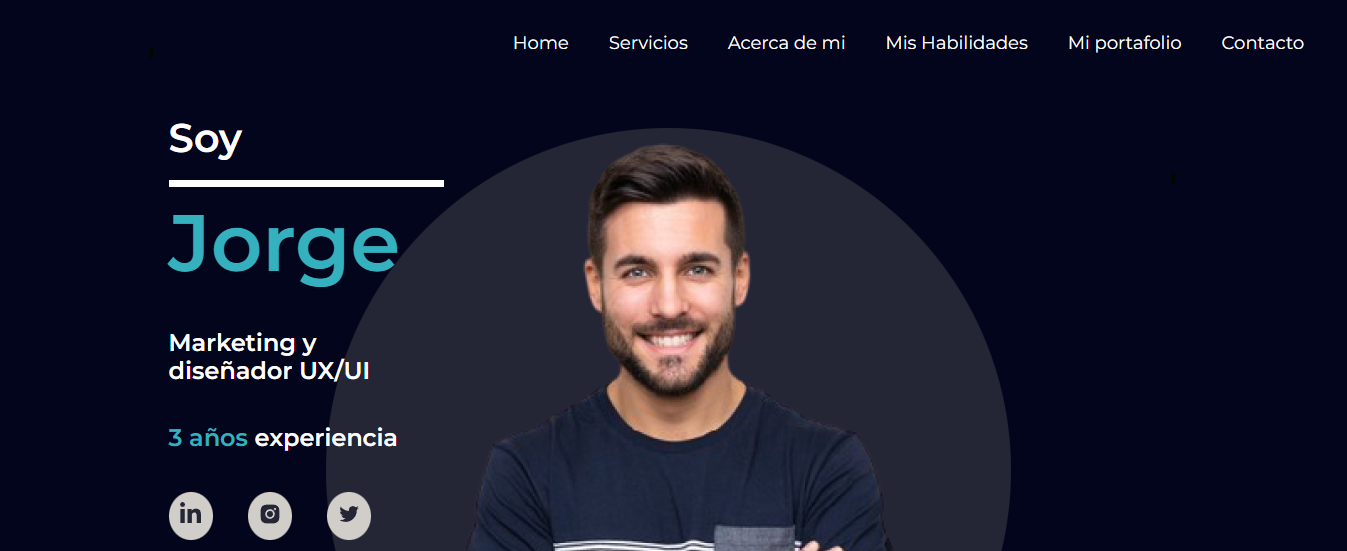 Home Servicios Acerca de mi Mis Habilidades Mi portafolio Contacto
Soy
Jorge
Marketing y
diseñador UX/UI
3 años experiencia
in